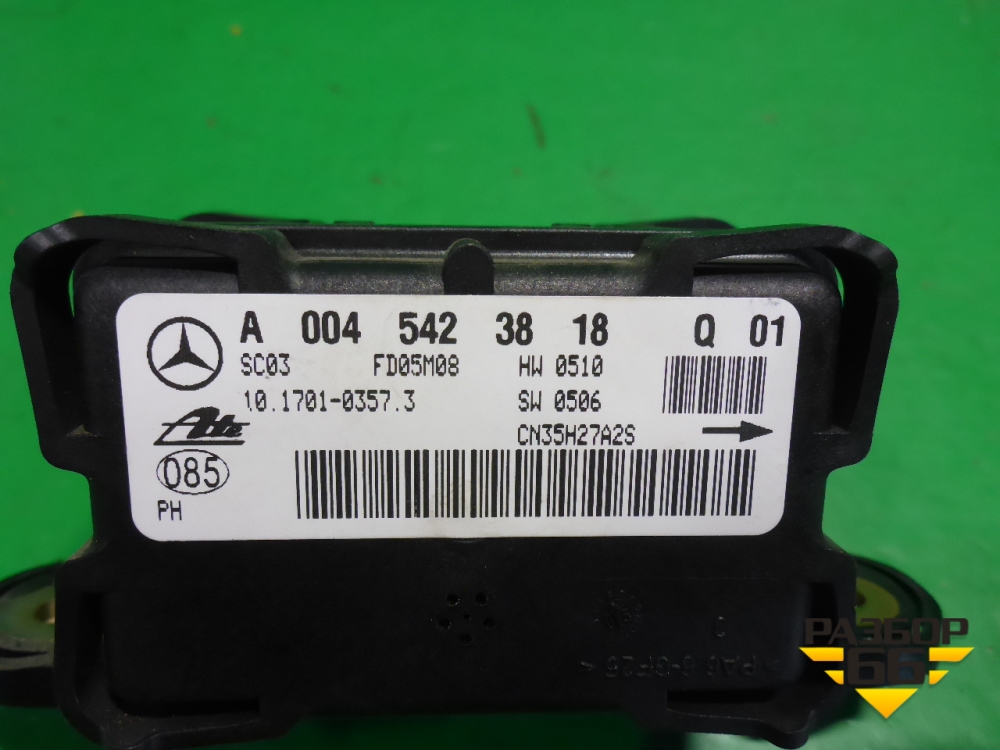 A 004 542 38 18 Q 01
SC03 FD05M08 HW 0510
10.1701-0357.3 SW 0506
CN35H27A2S
Ate
085
PH
РАЗБОР
66